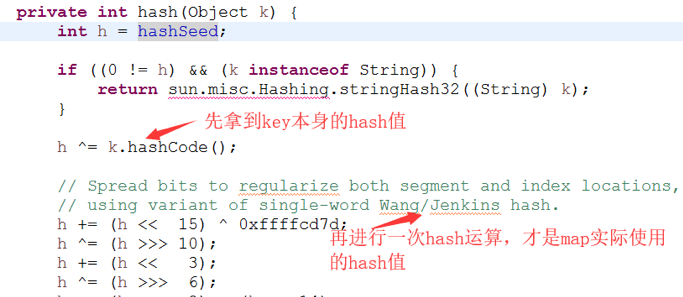 private int hash(Object k) {
int h = hashSeed;
if ((0 != h) && (k instanceof String)) {
return sun.misc.Hashing.stringHash32((String) k);
}
先拿到key本身的hash值
h ^= k.hashCode();
// Spread bits to regularize both segment and index locations,
// using variant of single-word Wang/Jenkins hash.
h += (h <<  15) ^ 0xffffcd7d;
再进行一次hash运算，才是map实际使用
h ^= (h >>> 10);
的hash值
h += (h <<   3);
h ^= (h >>>  6);